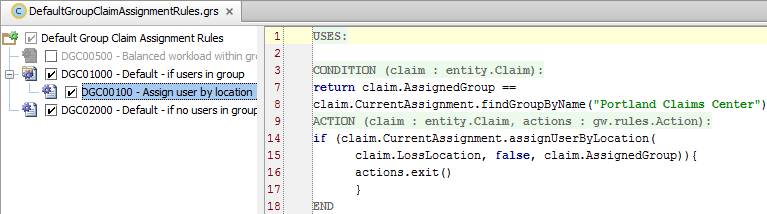 DefaultGroupClaimAssignmentRules.grs ×
Default Group Claim Assignment Rules
DGC00500 - Balanced workload within gr
DGC01000 - Default - if users in group
DGC00100 - Assign user by location
DGC02000 - Default - if no users in group
1 USES:
2
3 CONDITION (claim : entity.Claim):
7 return claim.AssignedGroup ==
8 claim.CurrentAssignment.findGroupByName("Portland Claims Center")
9 ACTION (claim : entity.Claim, actions : gw.rules.Action):
14 if (claim.CurrentAssignment.assignUserByLocation(
15 claim.LossLocation, false, claim.AssignedGroup)){
16 actions.exit()
17 }
18 END